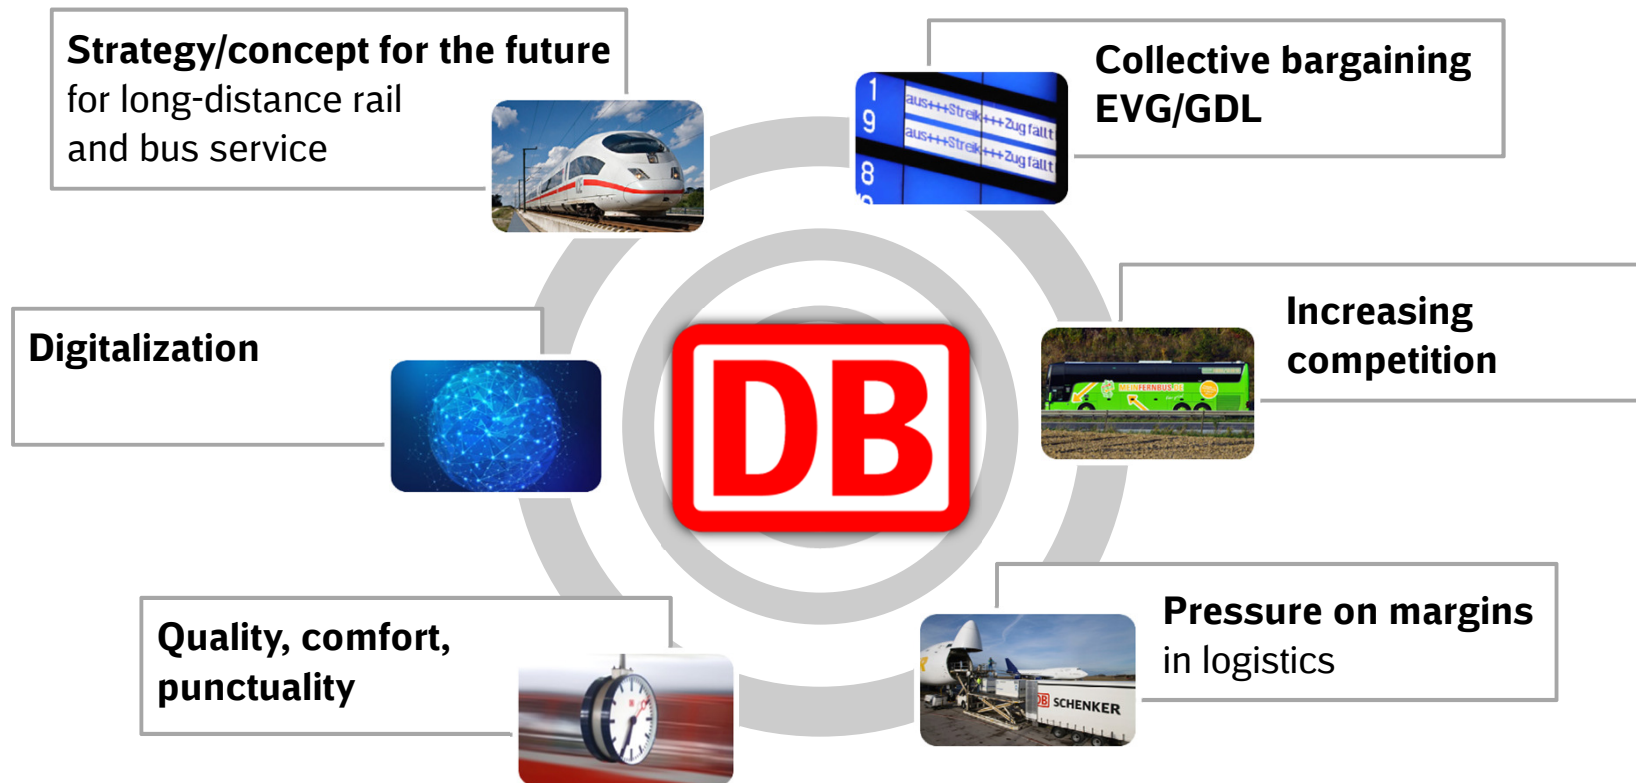 Strategy/concept for the future
for long-distance rail
and bus service
Collective bargaining
EVG/GDL
1
9
8
aus+++Streik+++Zug fällt
aus+++Streik+++Zug fällt
Digitalization
DB
Increasing
competition
MEINFERNBUS.DE
Quality, comfort,
punctuality
Pressure on margins
in logistics
DB SCHENKER